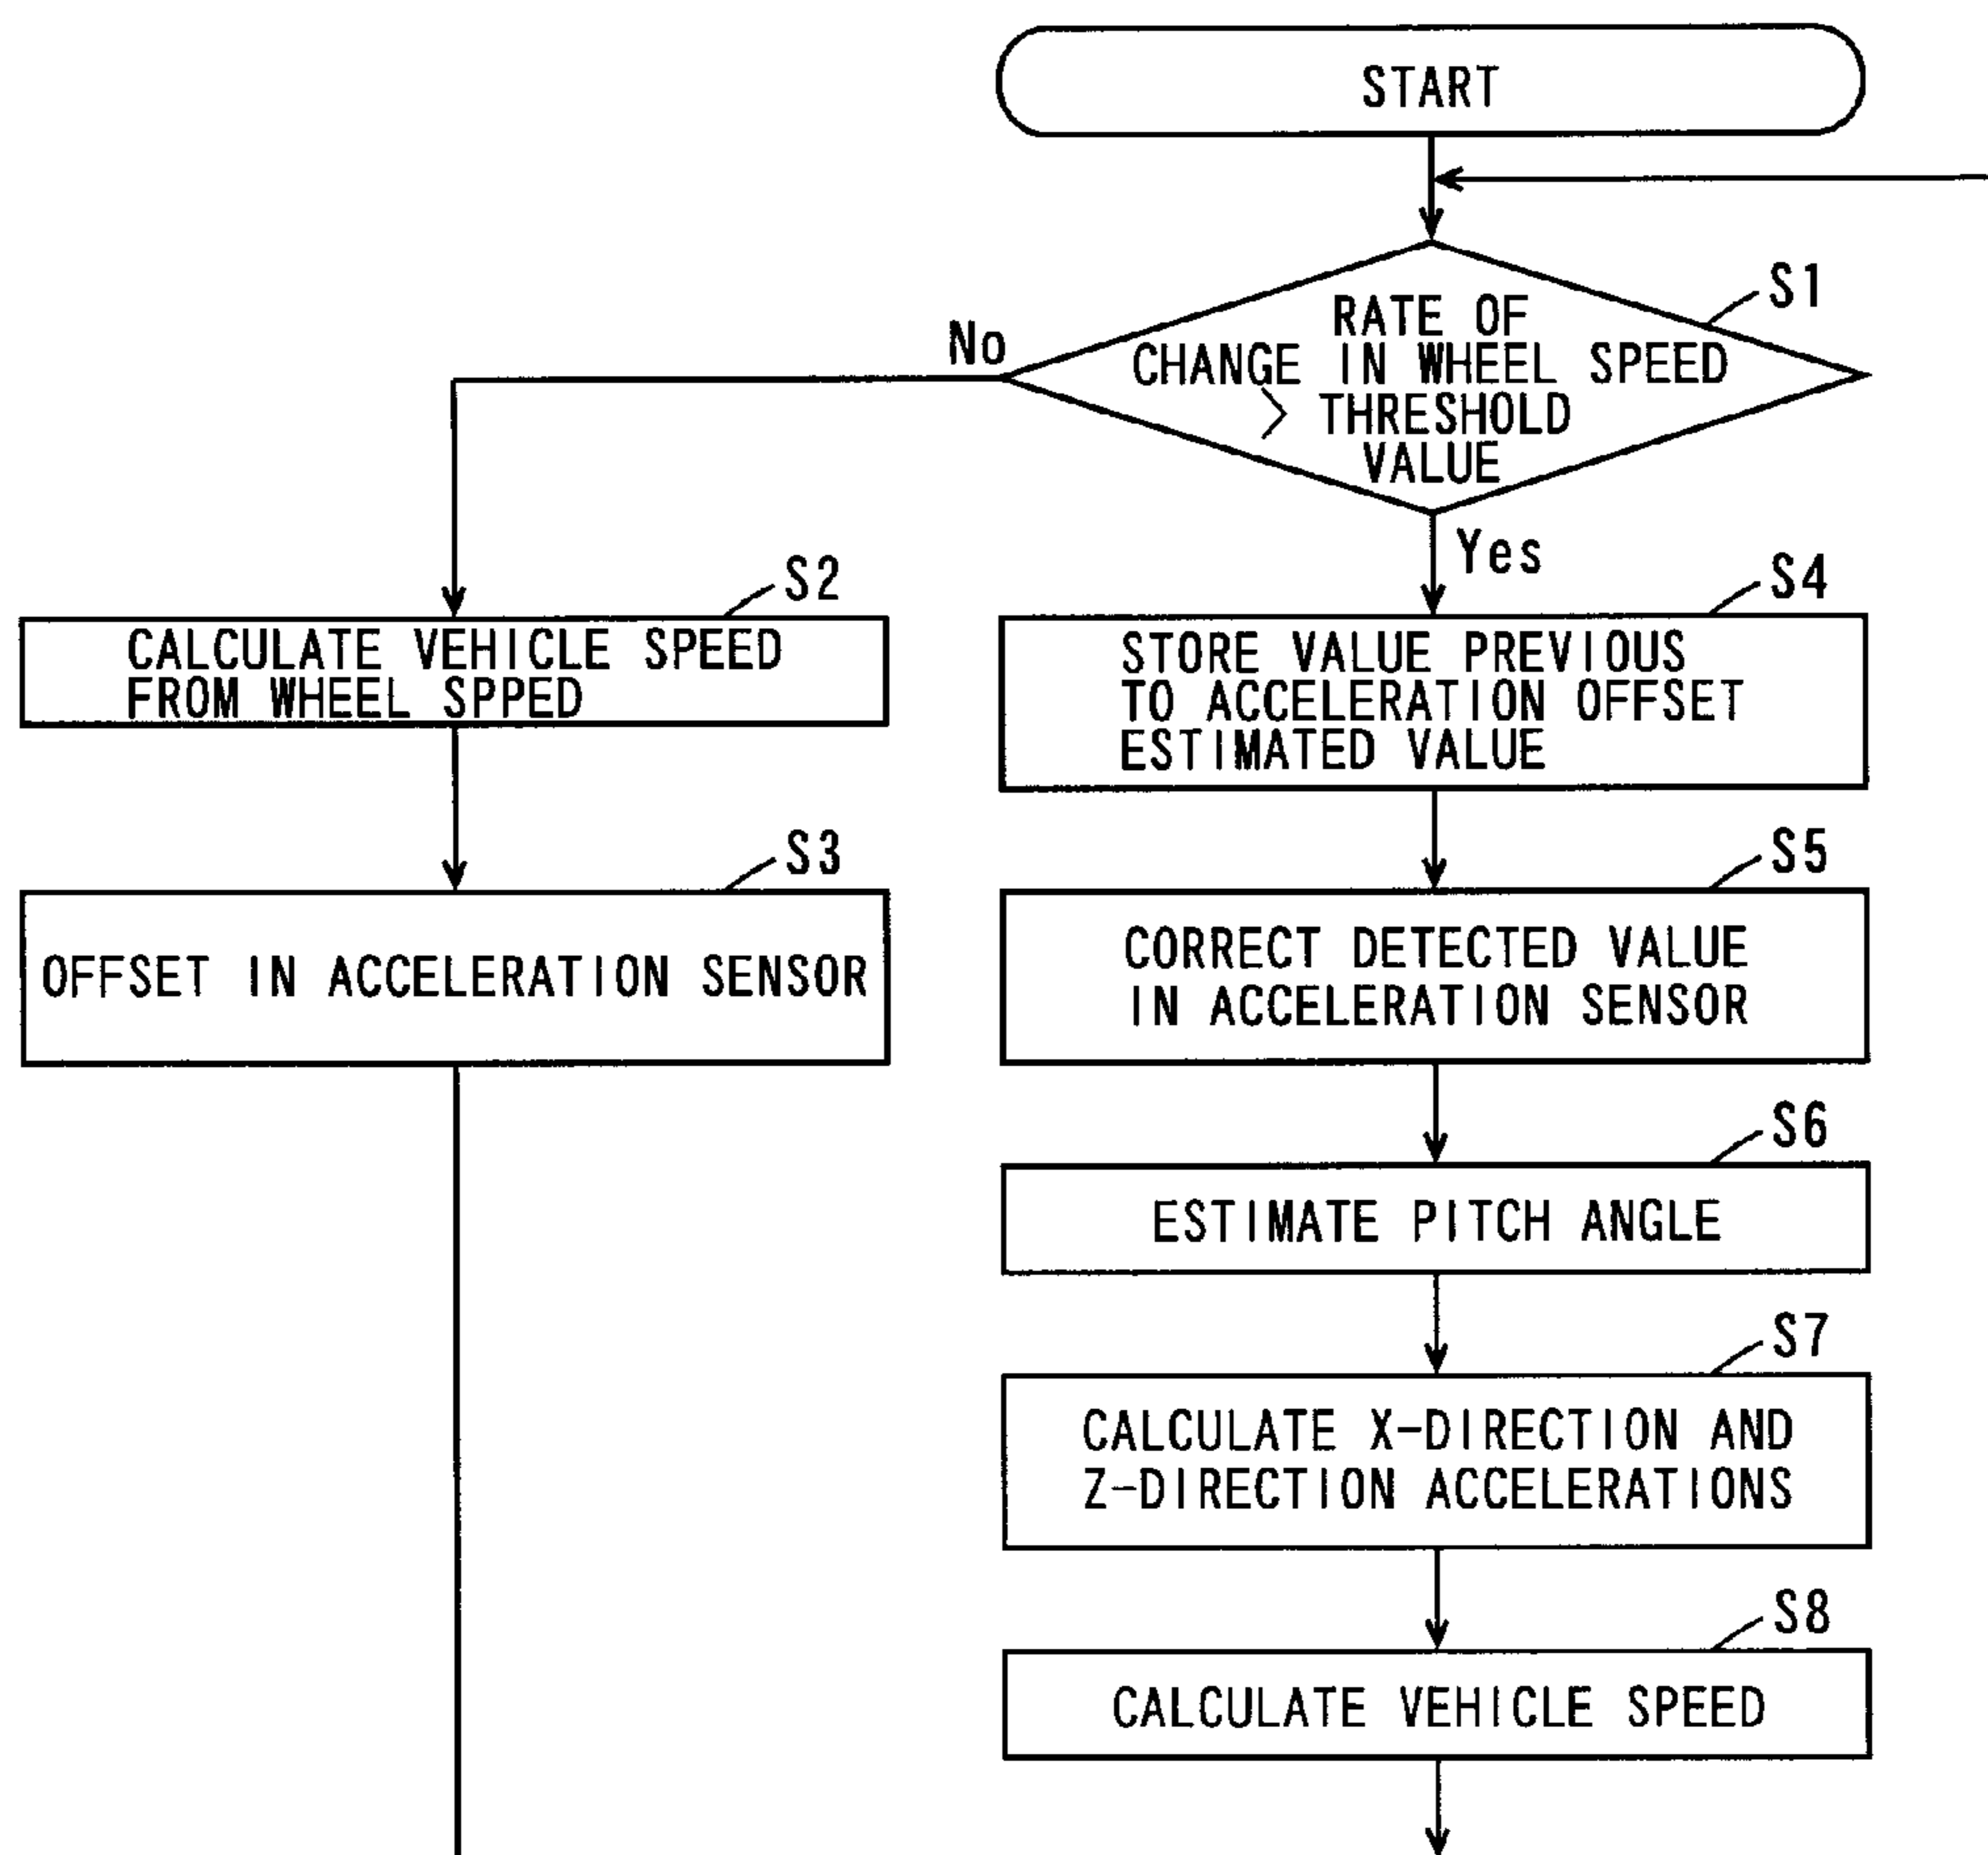 START
S1
RATE OF
CHANGE IN WHEEL SPEED
> THRESHOLD
VALUE
No
Yes
S2
CALCULATE VEHICLE SPEED
FROM WHEEL SPPED
S4
STORE VALUE PREVIOUS
TO ACCELERATION OFFSET
ESTIMATED VALUE
S3
OFFSET IN ACCELERATION SENSOR
S5
CORRECT DETECTED VALUE
IN ACCELERATION SENSOR
S6
ESTIMATE PITCH ANGLE
S7
CALCULATE X-DIRECTION AND
Z-DIRECTION ACCELERATIONS
S8
CALCULATE VEHICLE SPEED